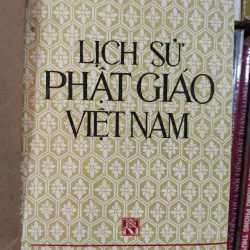 LỊCH SỬ
PHẬT GIÁO
VIỆT NAM